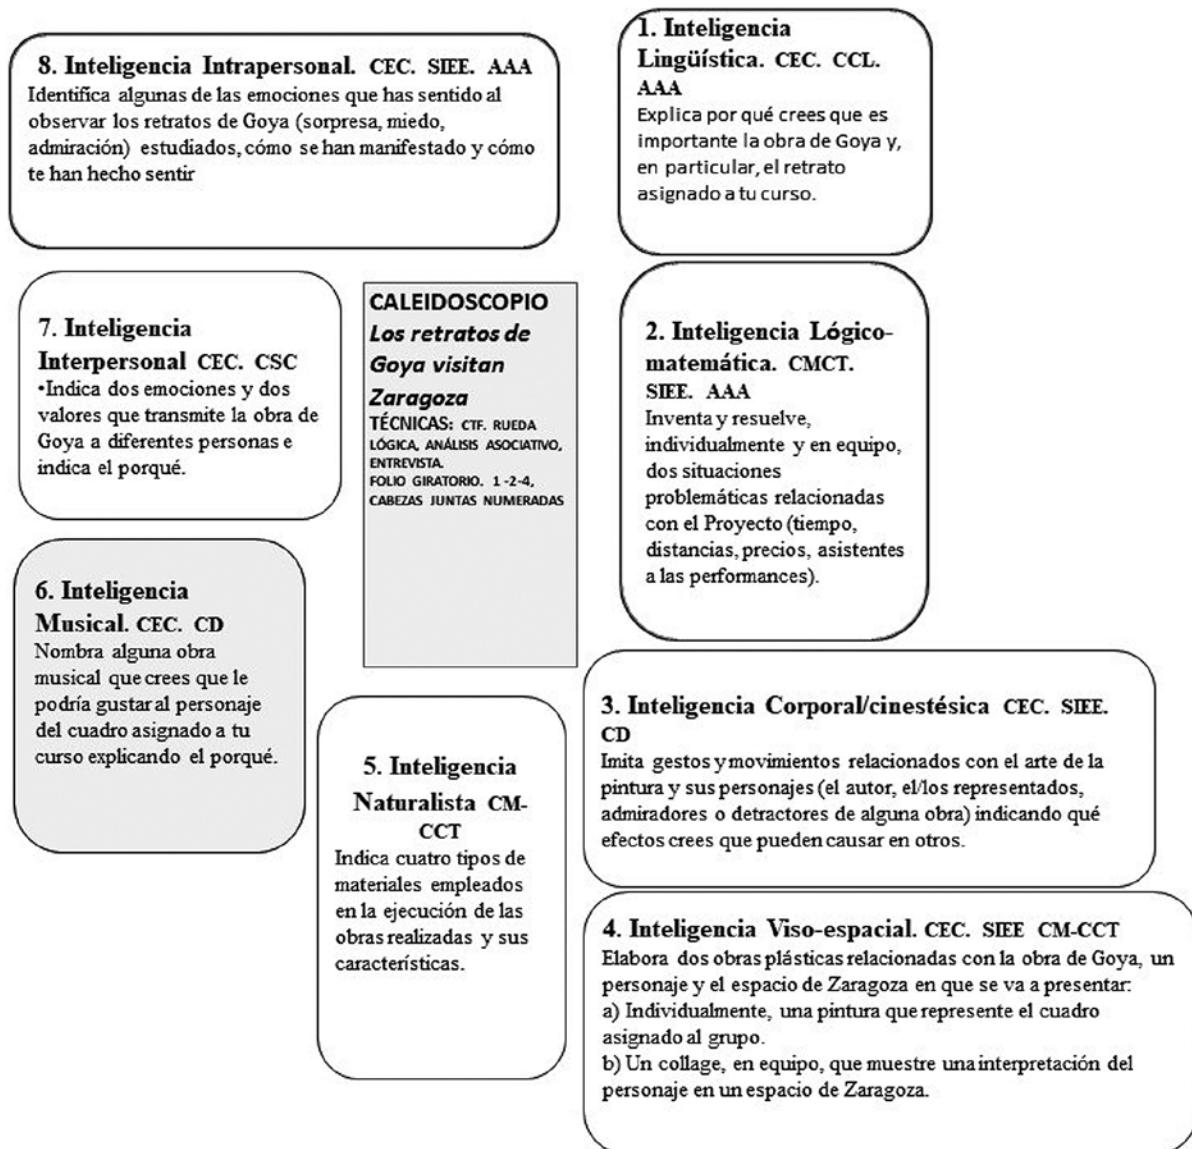 8. Inteligencia Intrapersonal. CEC. SIEE. AAA
Identifica algunas de las emociones que has sentido al
observar los retratos de Goya (sorpresa, miedo,
admiración) estudiados, cómo se han manifestado y cómo
te han hecho sentir
1. Inteligencia
Lingüística. CEC. CCL.
AAA
Explica por qué crees que es
importante la obra de Goya y,
en particular, el retrato
asignado a tu curso.
7. Inteligencia
Interpersonal CEC. CSC
•Indica dos emociones y dos
valores que transmite la obra de
Goya a diferentes personas e
indica el porqué.
CALEIDOSCOPIO
Los retratos de
Goya visitan
Zaragoza
TÉCNICAS: CTF. RUEDA
LÓGICA, ANÁLISIS ASOCIATIVO,
ENTREVISTA.
FOLIO GIRATORIO. 1 -2-4,
CABEZAS JUNTAS NUMERADAS
2. Inteligencia Lógico-
matemática. CMCT.
SIEE. AAA
Inventa y resuelve,
individualmente y en equipo,
dos situaciones
problemáticas relacionadas
con el Proyecto (tiempo,
distancias, precios, asistentes
a las performances).
6. Inteligencia
Musical. CEC. CD
Nombra alguna obra
musical que crees que le
podría gustar al personaje
del cuadro asignado a tu
curso explicando el porqué.
5. Inteligencia
Naturalista CM-
CCT
Indica cuatro tipos de
materiales empleados
en la ejecución de las
obras realizadas y sus
características.
3. Inteligencia Corporal/cinestésica CEC. SIEE.
CD
Imita gestos y movimientos relacionados con el arte de la
pintura y sus personajes (el autor, el/los representados,
admiradores o detractores de alguna obra) indicando qué
efectos crees que pueden causar en otros.
4. Inteligencia Viso-espacial. CEC. SIEE CM-CCT
Elabora dos obras plásticas relacionadas con la obra de Goya, un
personaje y el espacio de Zaragoza en que se va a presentar:
a) Individualmente, una pintura que represente el cuadro
asignado al grupo.
b) Un collage, en equipo, que muestre una interpretación del
personaje en un espacio de Zaragoza.